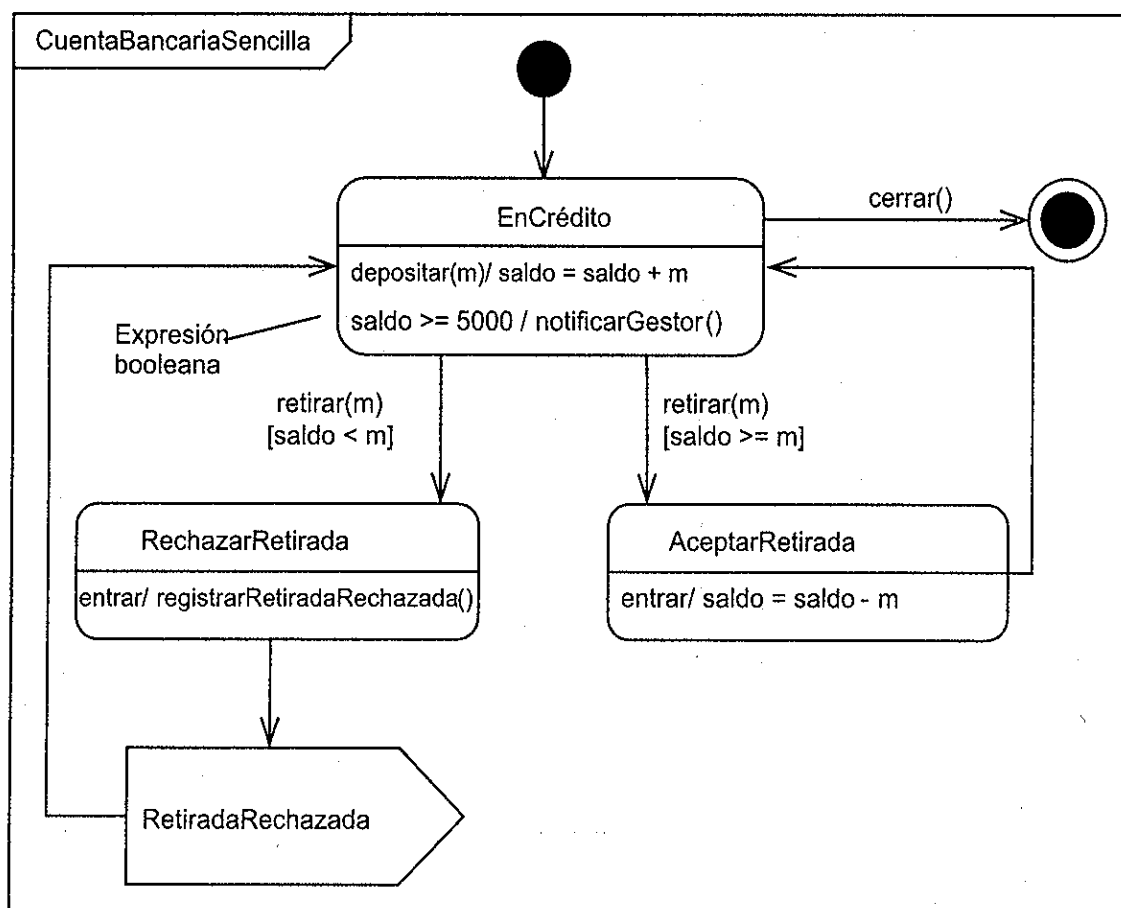 CuentaBancariaSencilla
EnCrédito
cerrar()
depositar(m)/ saldo = saldo + m
saldo >= 5000 / notificarGestor()
Expresión
booleana
retirar(m)
[saldo < m]
retirar(m)
[saldo >= m]
RechazarRetirada
entrar/ registrarRetiradaRechazada()
AceptarRetirada
entrar/ saldo = saldo - m
RetiradaRechazada